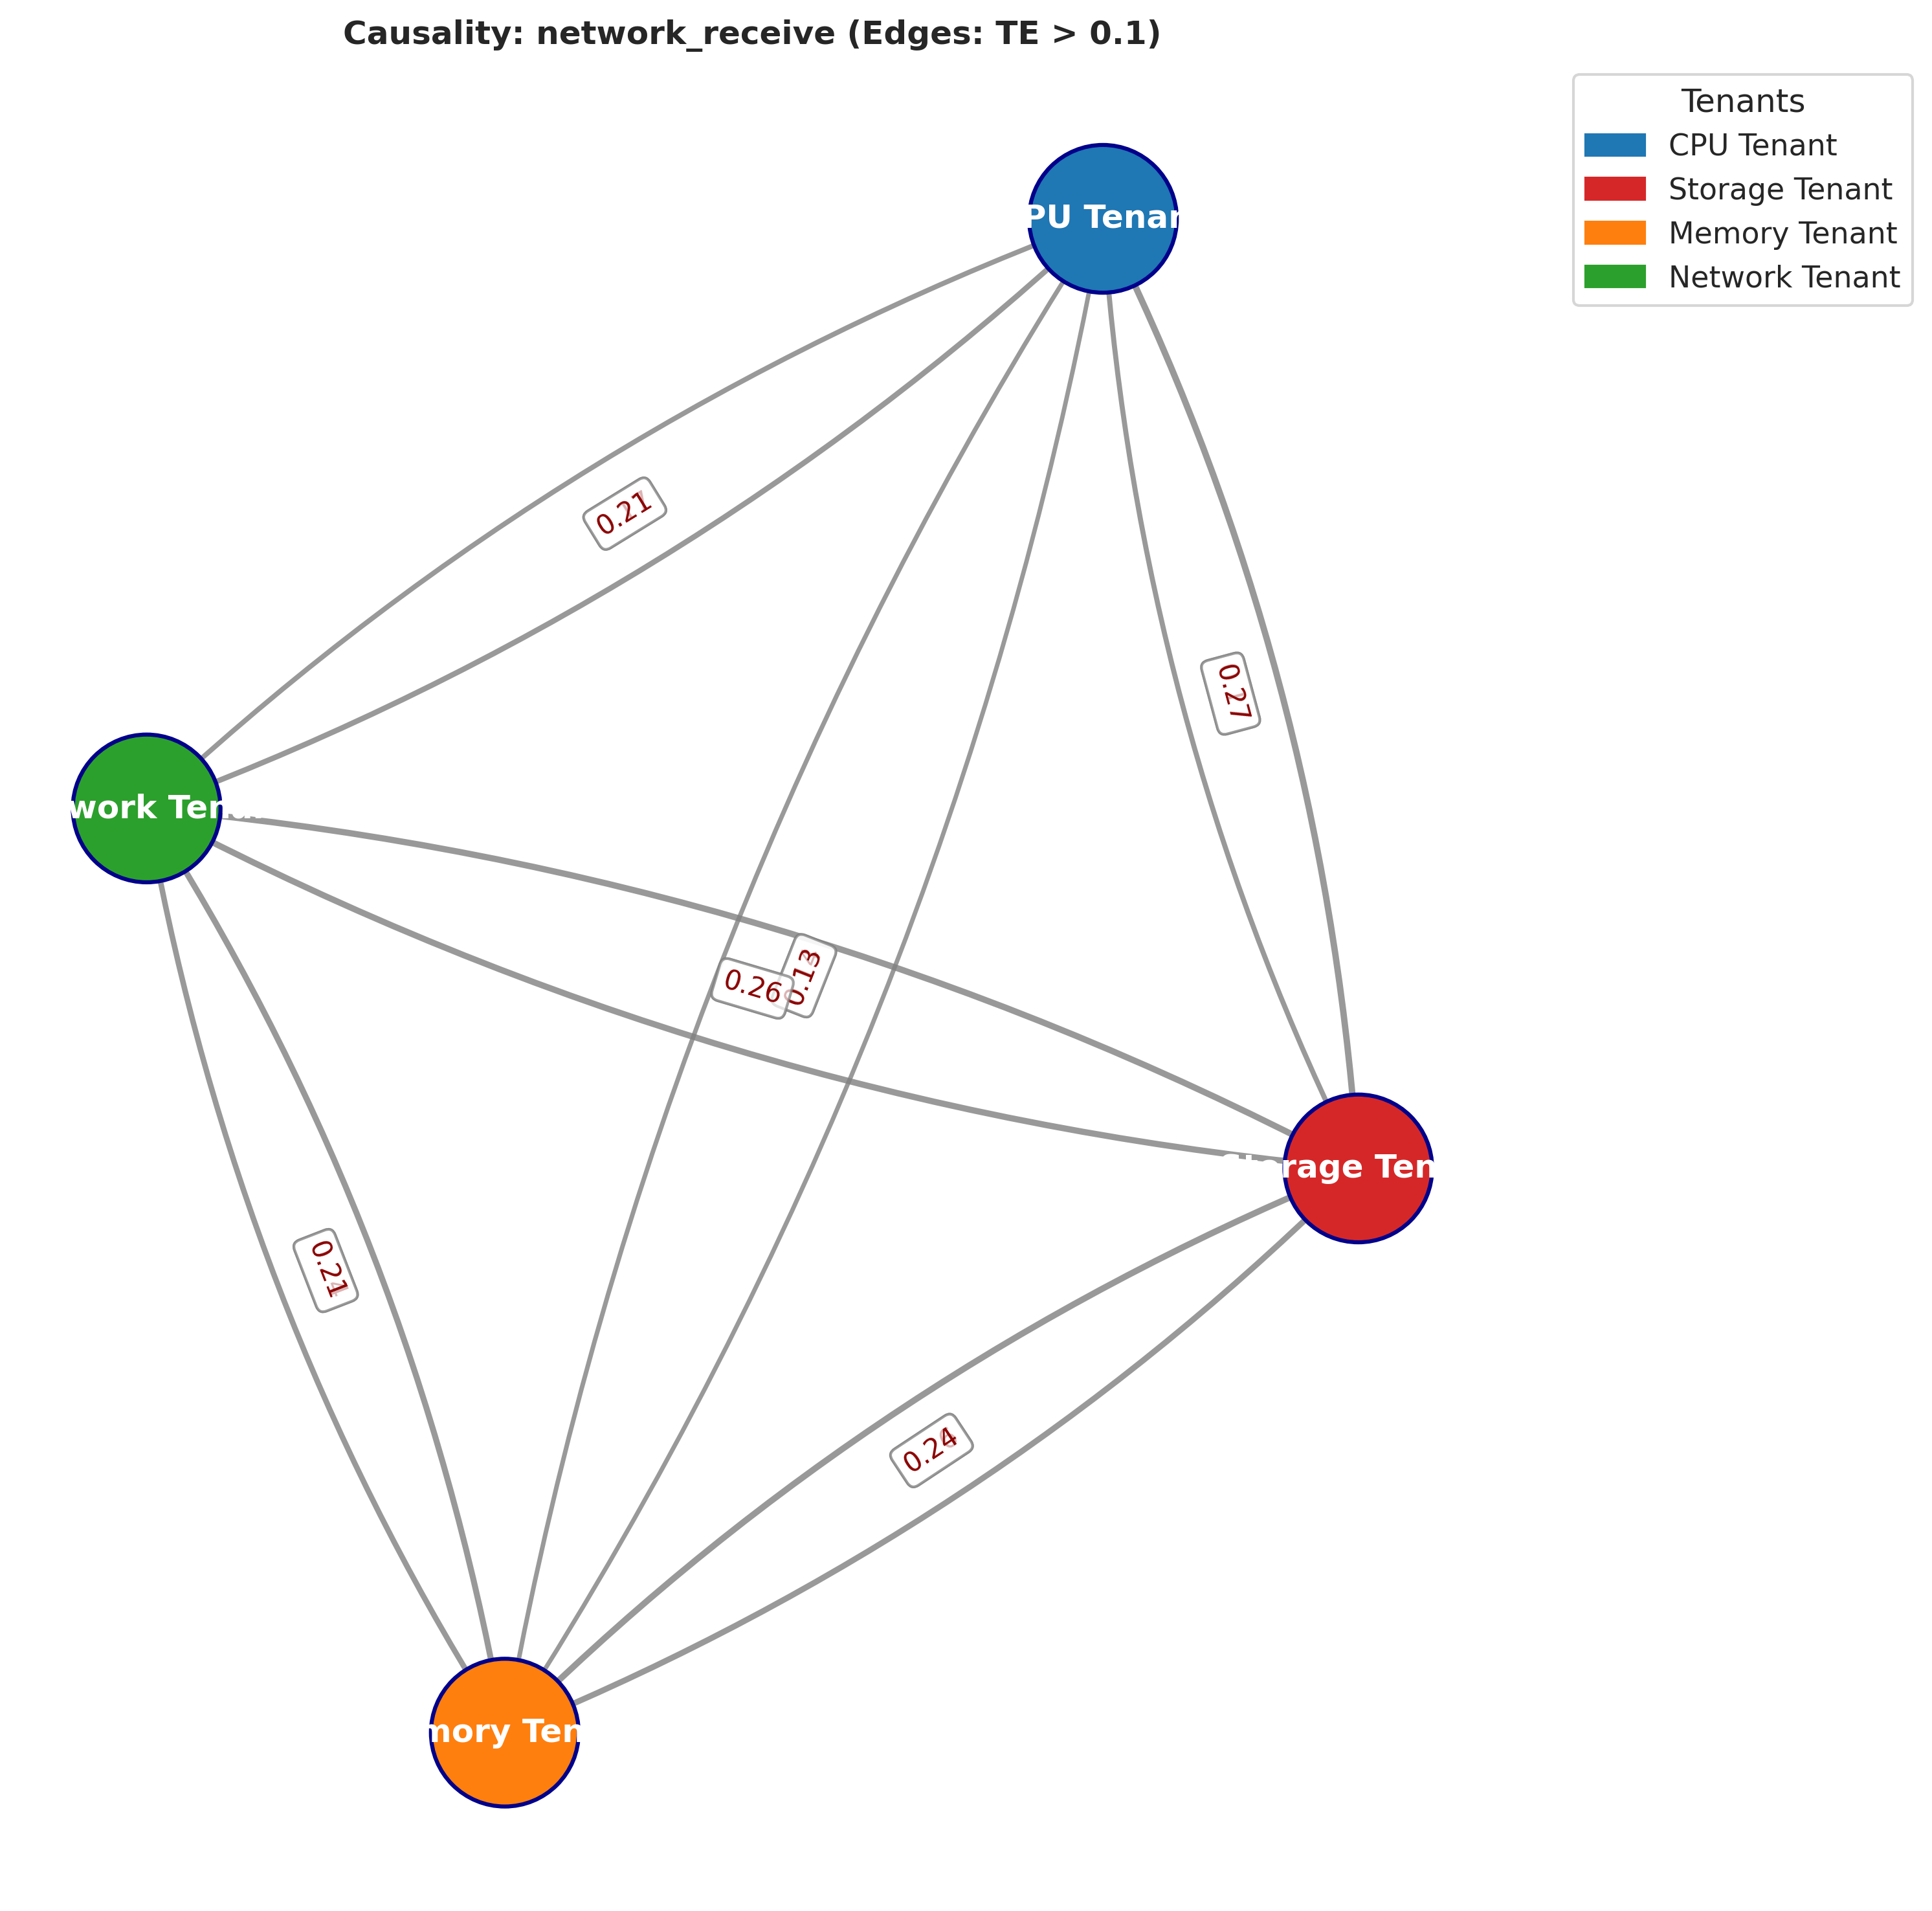 Causality: network_receive (Edges: TE > 0.1)
Tenants
CPU Tenant
Storage Tenant
Memory Tenant
Network Tenant
PU Tenan
0.21
0.27
work Ten
0.13
0.26
rage Ten
0.21
0.24
mory Ten